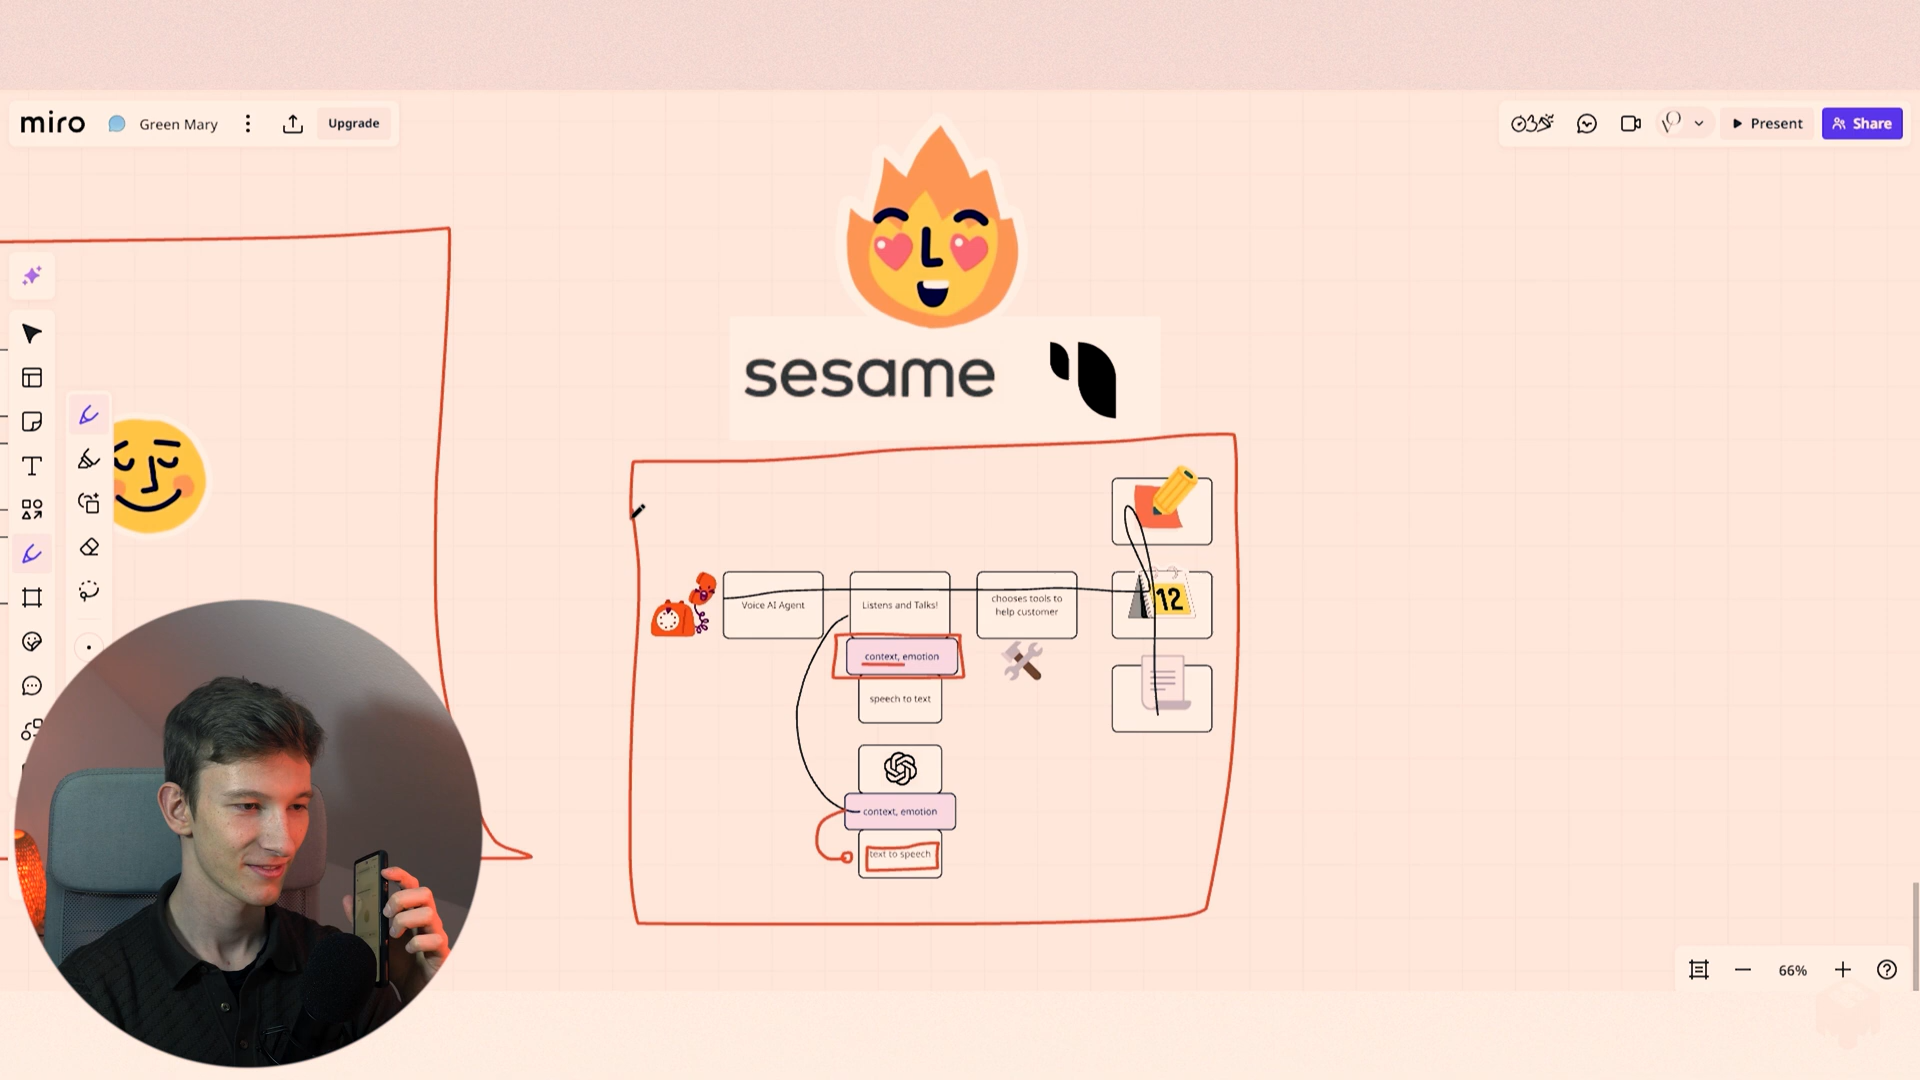 miro
Green Mary
Upgrade
Present
Share
sesame
Voice AI Agent
Listens and Talks!
chooses tools to
help customer
12
context, emotion
speech to text
context, emotion
text to speech
66%